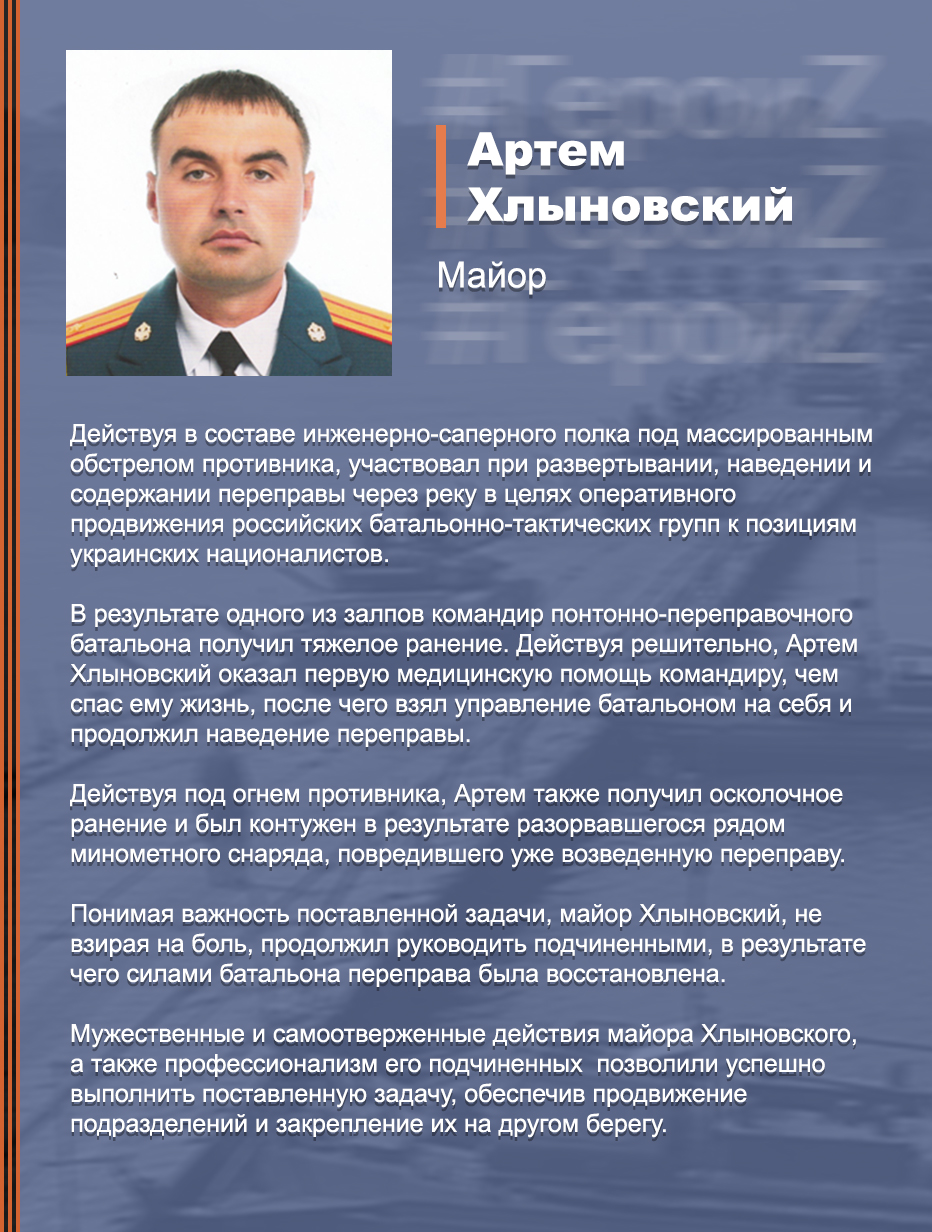 #ГероиZ
Артем
#ГероиZ
Хлыновский
Майор
#ГероиZ
Действуя в составе инженерно-саперного полка под массированным
обстрелом противника, участвовал при развертывании, наведении и
содержании переправы через реку в целях оперативного
продвижения российских батальонно-тактических групп к позициям
украинских националистов.
В результате одного из залпов командир понтонно-переправочного
батальона получил тяжелое ранение. Действуя решительно, Артем
Хлыновский оказал первую медицинскую помощь командиру, чем
спас ему жизнь, после чего взял управление батальоном на себя и
продолжил наведение переправы.
Действуя под огнем противника, Артем также получил осколочное
ранение и был контужен в результате разорвавшегося рядом
минометного снаряда, повредившего уже возведенную переправу.
Понимая важность поставленной задачи, майор Хлыновский, не
взирая на боль, продолжил руководить подчиненными, в результате
чего силами батальона переправа была восстановлена.
Мужественные и самоотверженные действия майора Хлыновского,
а также профессионализм его подчиненных  позволили успешно
выполнить поставленную задачу, обеспечив продвижение
подразделений и закрепление их на другом берегу.